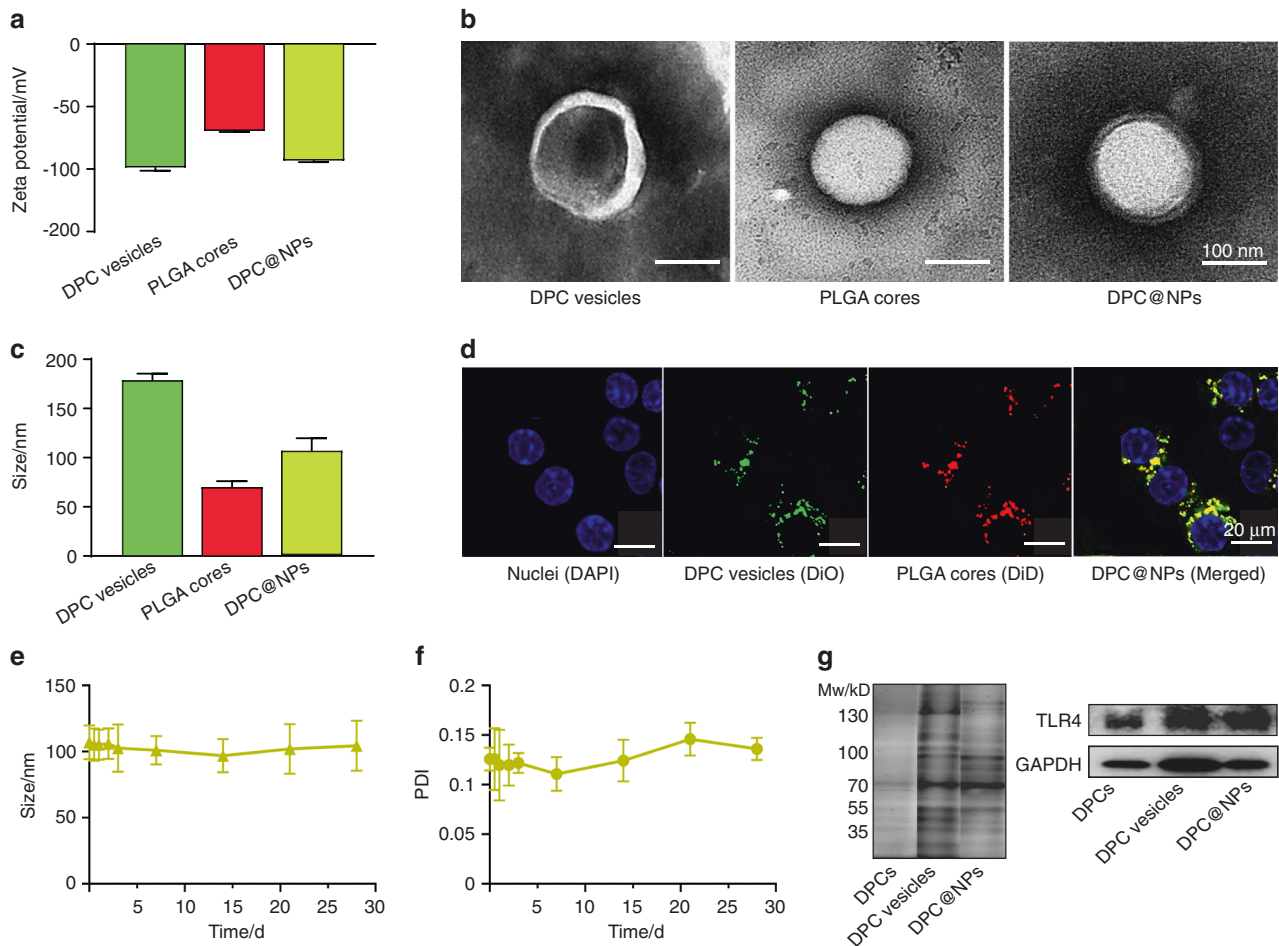 a
Zeta potential/mV
0
-50
-100
-150
-200
DPC vesicles
PLGA cores
DPC@NPs
b
100 nm
DPC vesicles
PLGA cores
DPC@NPs
c
Size/nm
200
150
100
50
0
DPC vesicles
PLGA cores
DPC@NPs
d
20 μm
Nuclei (DAPI)
DPC vesicles (DiO)
PLGA cores (DiD)
DPC@NPs (Merged)
e
Size/nm
150
100
50
0
5 10 15 20 25 30
Time/d
f
PDI
0.2
0.15
0.1
0.05
0
5 10 15 20 25 30
Time/d
g
Mw/kD
130
100
70
55
35
DPCs
DPC vesicles
DPC@NPs
TLR4
GAPDH
DPCs
DPC vesicles
DPC@NPs